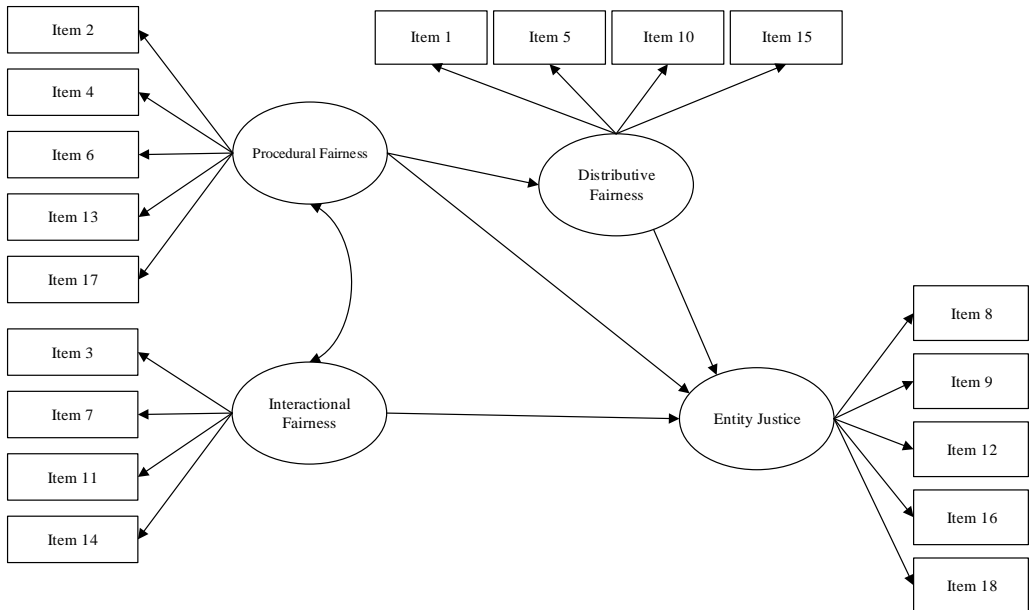 Item 2
Item 4
Item 6
Item 13
Item 17
Item 3
Item 7
Item 11
Item 14
Procedural Fairness
Interactional
Fairness
Item 1
Item 5
Item 10
Item 15
Distributive
Fairness
Entity Justice
Item 8
Item 9
Item 12
Item 16
Item 18